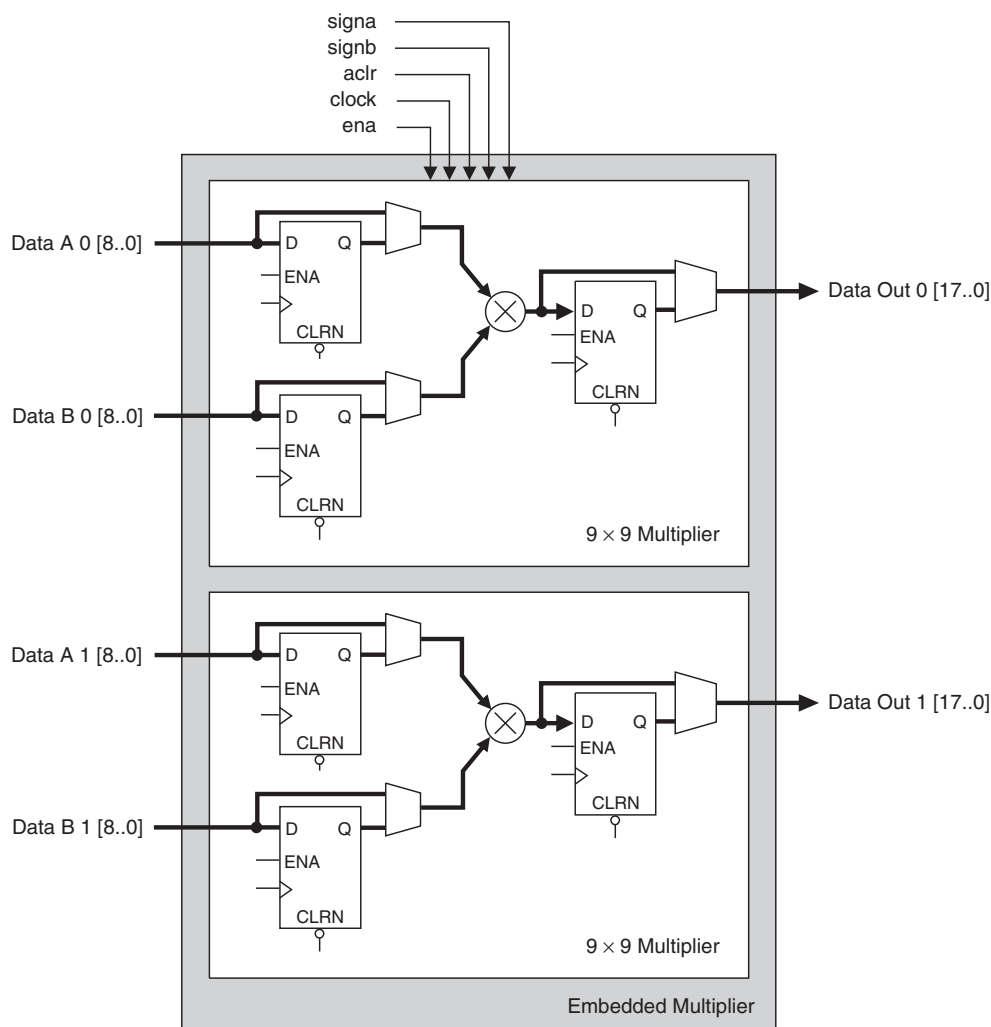 signa
signb
aclr
clock
ena
Data A 0 [8..0]
D Q
ENA
CLRN
Data B 0 [8..0]
D Q
ENA
CLRN
D Q
ENA
CLRN
Data Out 0 [17..0]
9 × 9 Multiplier
Data A 1 [8..0]
D Q
ENA
CLRN
Data B 1 [8..0]
D Q
ENA
CLRN
D Q
ENA
CLRN
Data Out 1 [17..0]
9 × 9 Multiplier
Embedded Multiplier